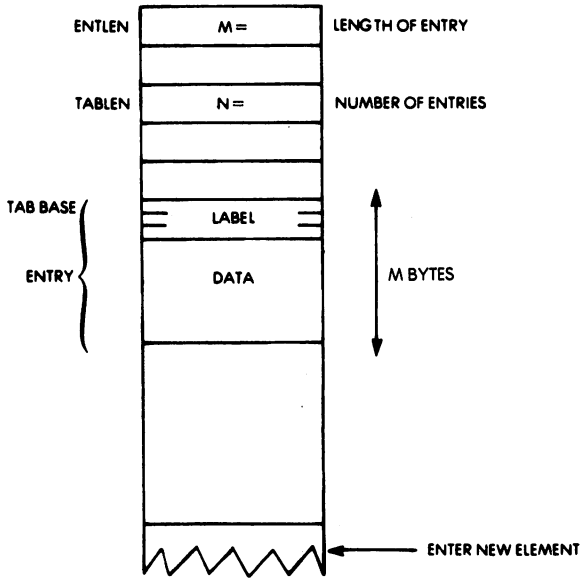 ENTLEN M= LENGTH OF ENTRY
TABLEN N= NUMBER OF ENTRIES
TAB BASE
LABEL
ENTRY DATA M BYTES
ENTER NEW ELEMENT